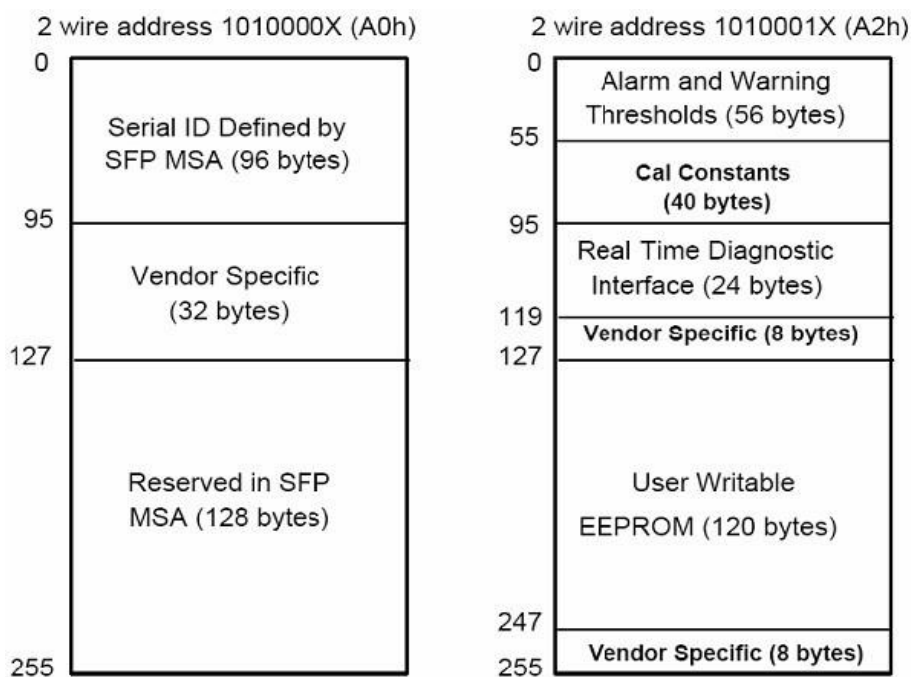 2 wire address 1010000X (A0h)
0
Serial ID Defined by
SFP MSA (96 bytes)
95
Vendor Specific
(32 bytes)
127
Reserved in SFP
MSA (128 bytes)
255
2 wire address 1010001X (A2h)
0
Alarm and Warning
Thresholds (56 bytes)
55
Cal Constants
(40 bytes)
95
Real Time Diagnostic
Interface (24 bytes)
119
Vendor Specific (8 bytes)
127
User Writable
EEPROM (120 bytes)
247
Vendor Specific (8 bytes)
255